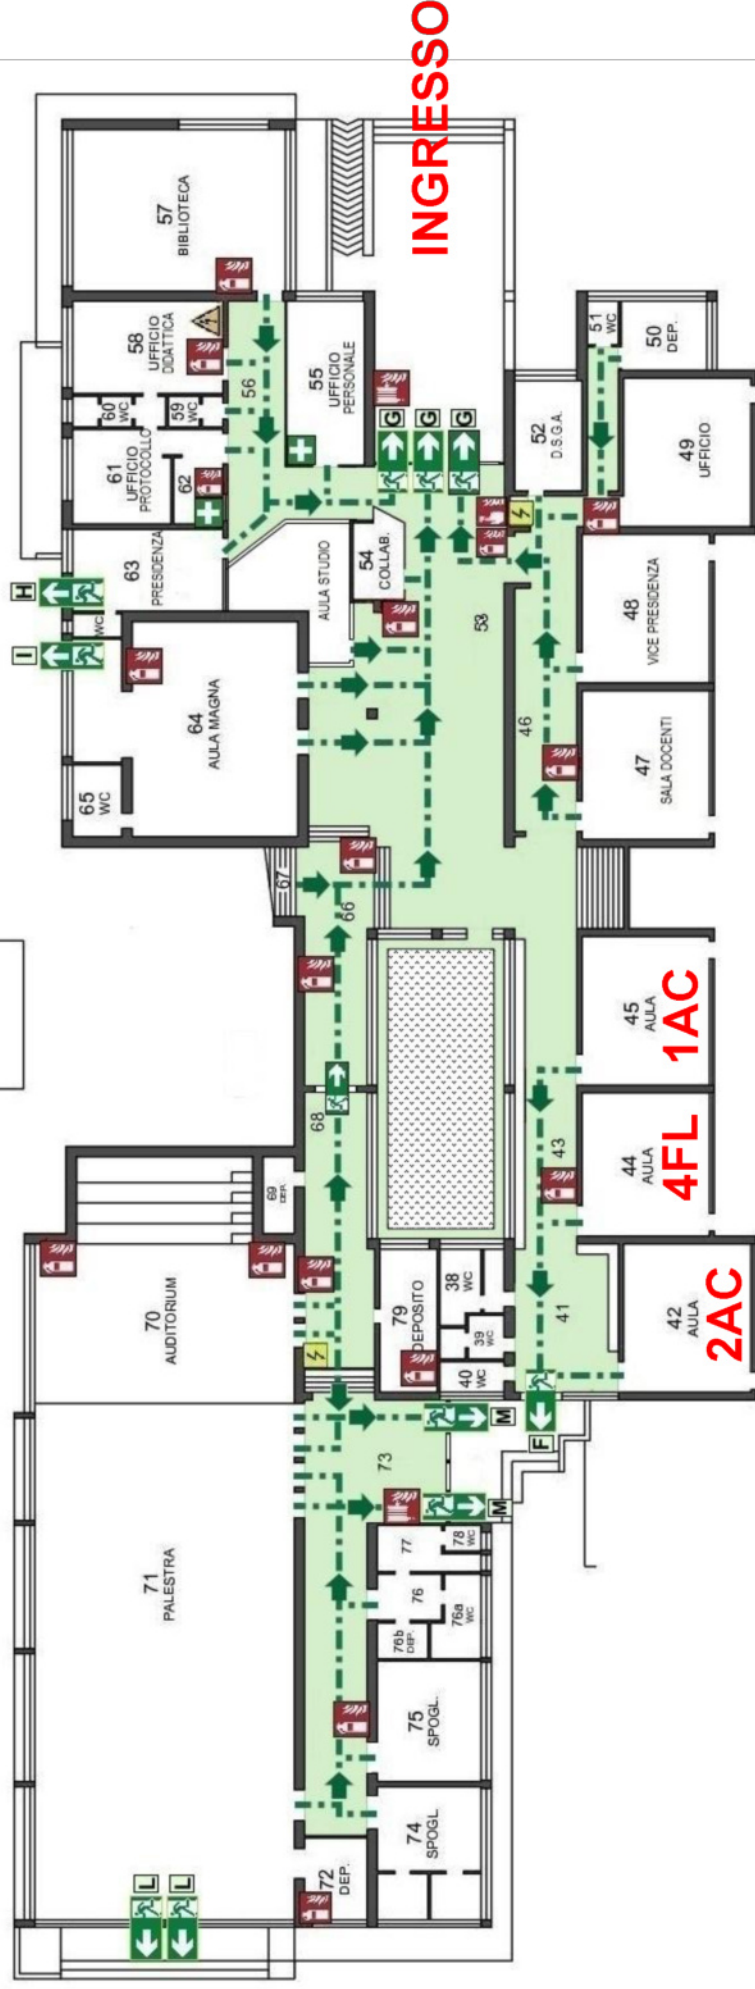 INGRESSO
57
BIBLIOTECA
58
UFFICIO
DIDATTICA
60
WC
59
WC
56
55
UFFICIO
PERSONALE
61
UFFICIO
PROTOCOLLO
62
63
PRESIDENZA
WC
H
I
G
G
G
54
COLLAB.
AULA STUDIO
53
51
WC
50
DEP.
52
D.S.G.A.
49
UFFICIO
48
VICE PRESIDENZA
46
47
SALA DOCENTI
64
AULA MAGNA
65
WC
67
66
45
AULA
1AC
44
AULA
4FL
43
42
AULA
2AC
41
68
69
DEP.
70
AUDITORIUM
79
DEPOSITO
38
WC
39
WC
40
WC
F
M
M
73
71
PALESTRA
77
78
WC
76
76a
WC
76b
DEP.
75
SPOGL.
74
SPOGL.
72
DEP.
L
L